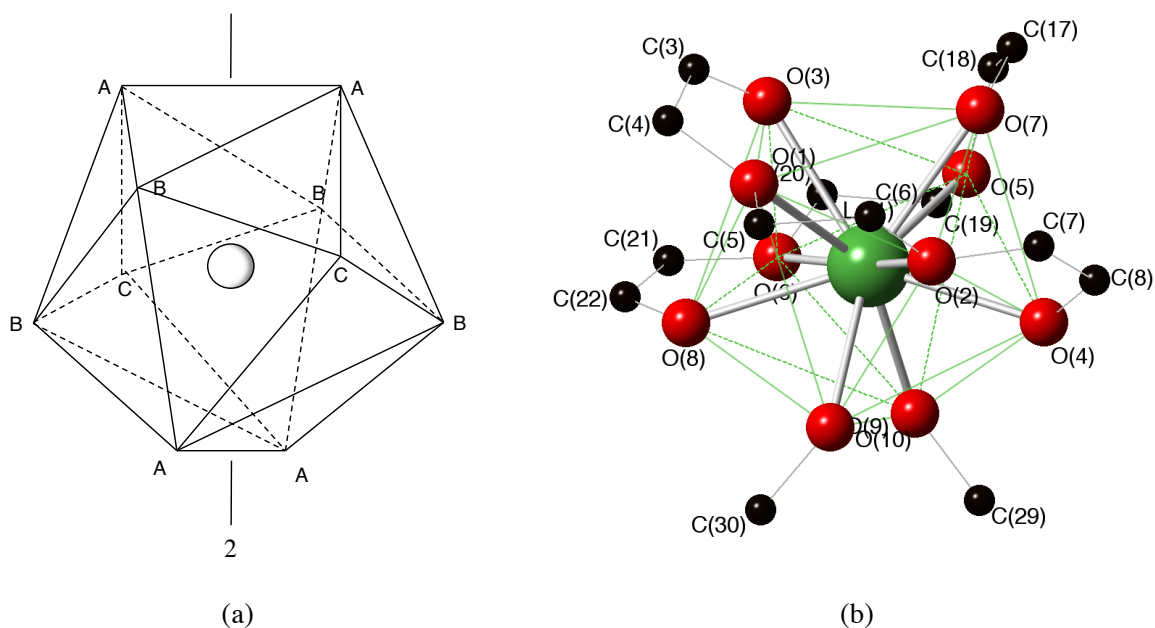 A
A
B
B
C
C
B
B
A
A
2
(a)
C(3)
C(4)
O(3)
C(17)
C(18)
O(7)
O(1)
C(6)
O(5)
C(5)
C(19)
C(7)
C(21)
C(22)
O(2)
C(8)
O(8)
O(4)
O(10)
C(30)
C(29)
(b)